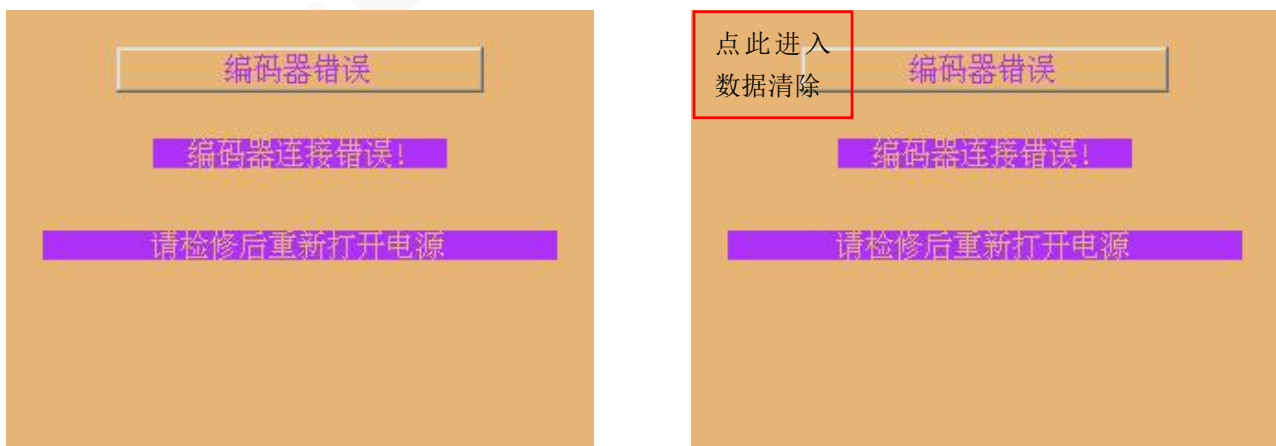 编码器错误
编码器连接错误!
请检修后重新打开电源
点此进入
数据清除
编码器错误
编码器连接错误!
请检修后重新打开电源